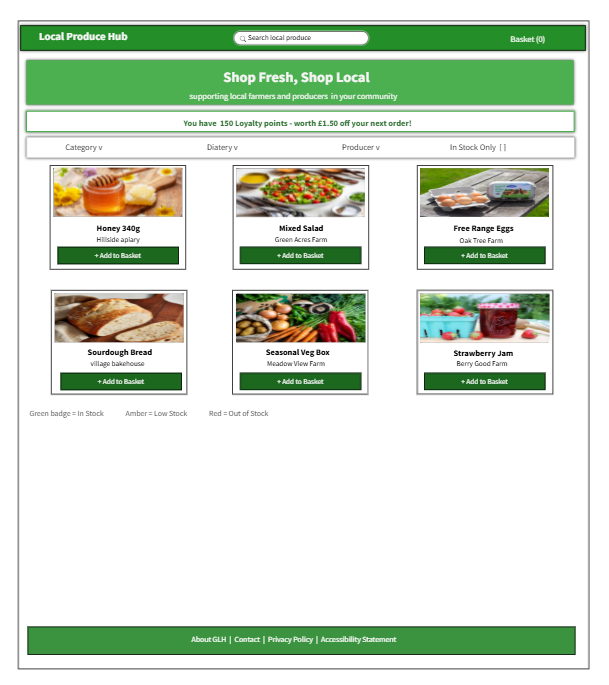 Local Produce Hub
Search local produce
Basket (0)
Shop Fresh, Shop Local
supporting local farmers and producers in your community
You have 150 Loyalty points - worth £1.50 off your next order!
Category v Diatery v Producer v In Stock Only [ ]
Honey 340g
Hillside apiary
+ Add to Basket
Mixed Salad
Green Acres Farm
+ Add to Basket
Free Range Eggs
Oak Tree Farm
+ Add to Basket
Sourdough Bread
village bakehouse
+ Add to Basket
Seasonal Veg Box
Meadow View Farm
+ Add to Basket
Strawberry Jam
Berry Good Farm
+ Add to Basket
Green badge = In Stock Amber = Low Stock Red = Out of Stock
About GLH | Contact | Privacy Policy | Accessibility Statement